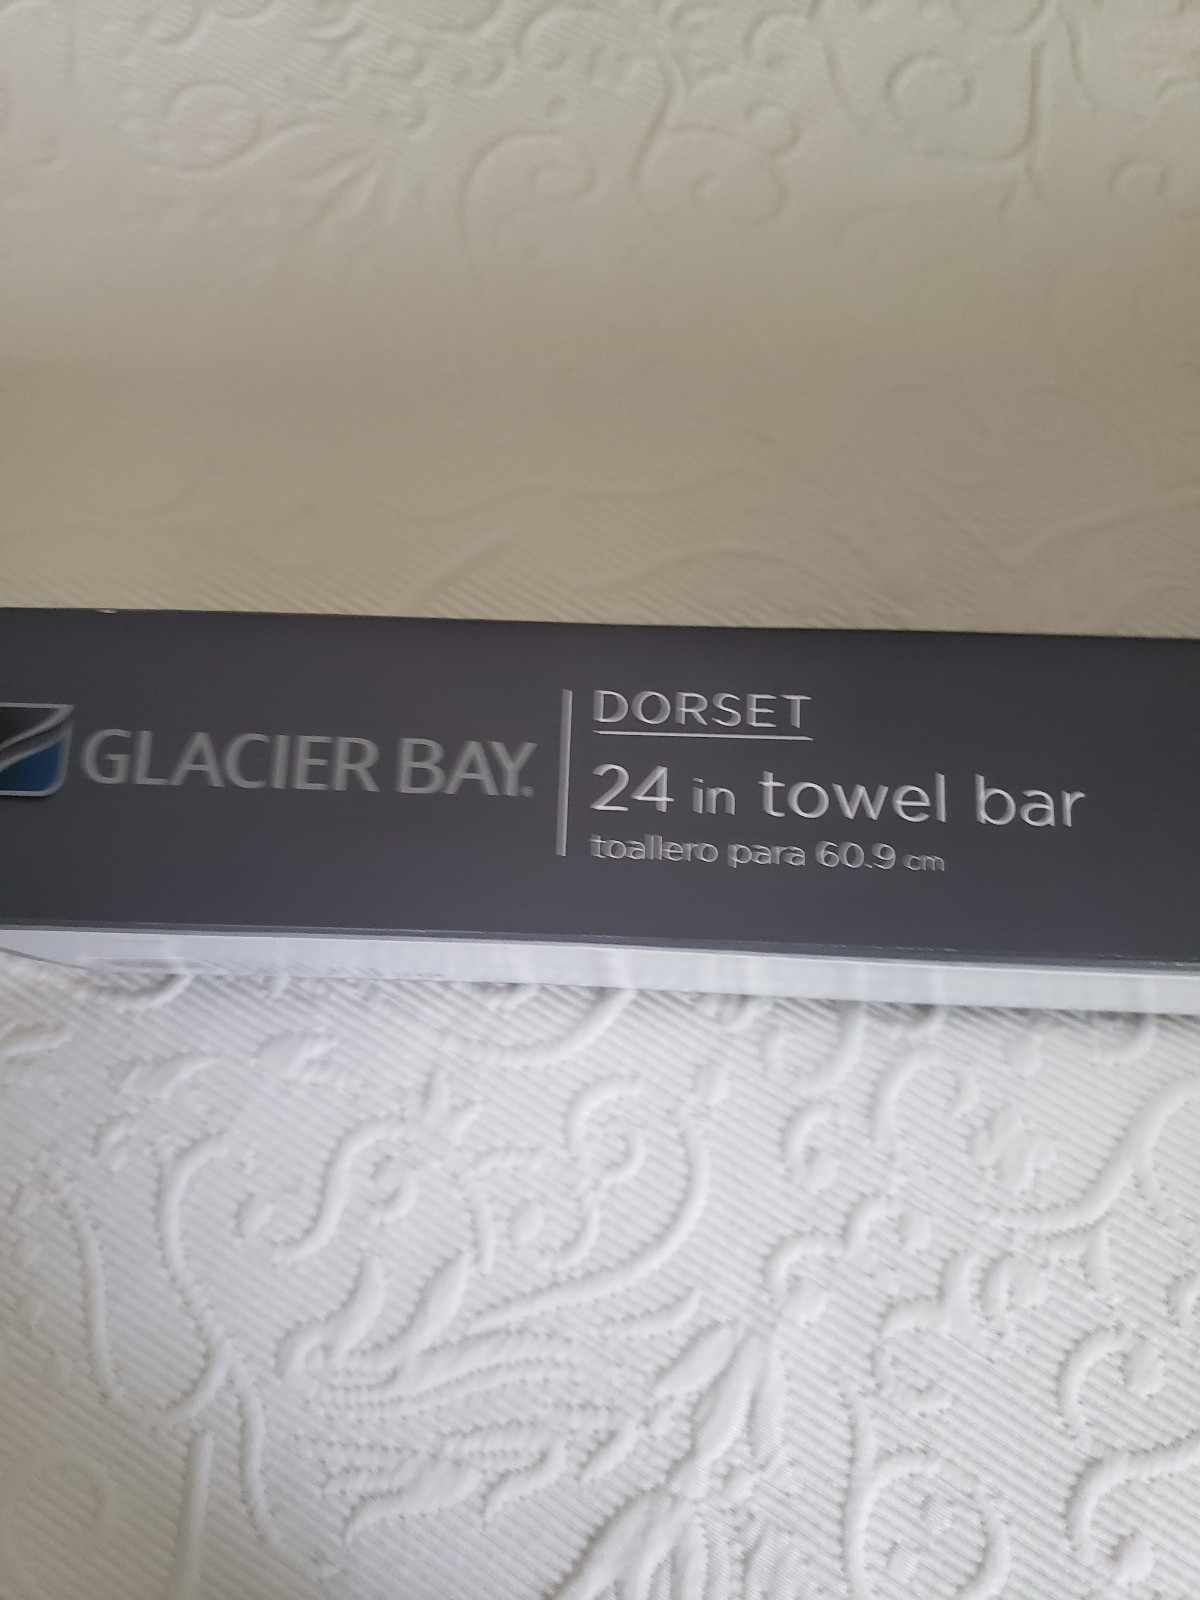 GLACIER BAY.
DORSET
24 in towel bar
toallero para 60.9 cm